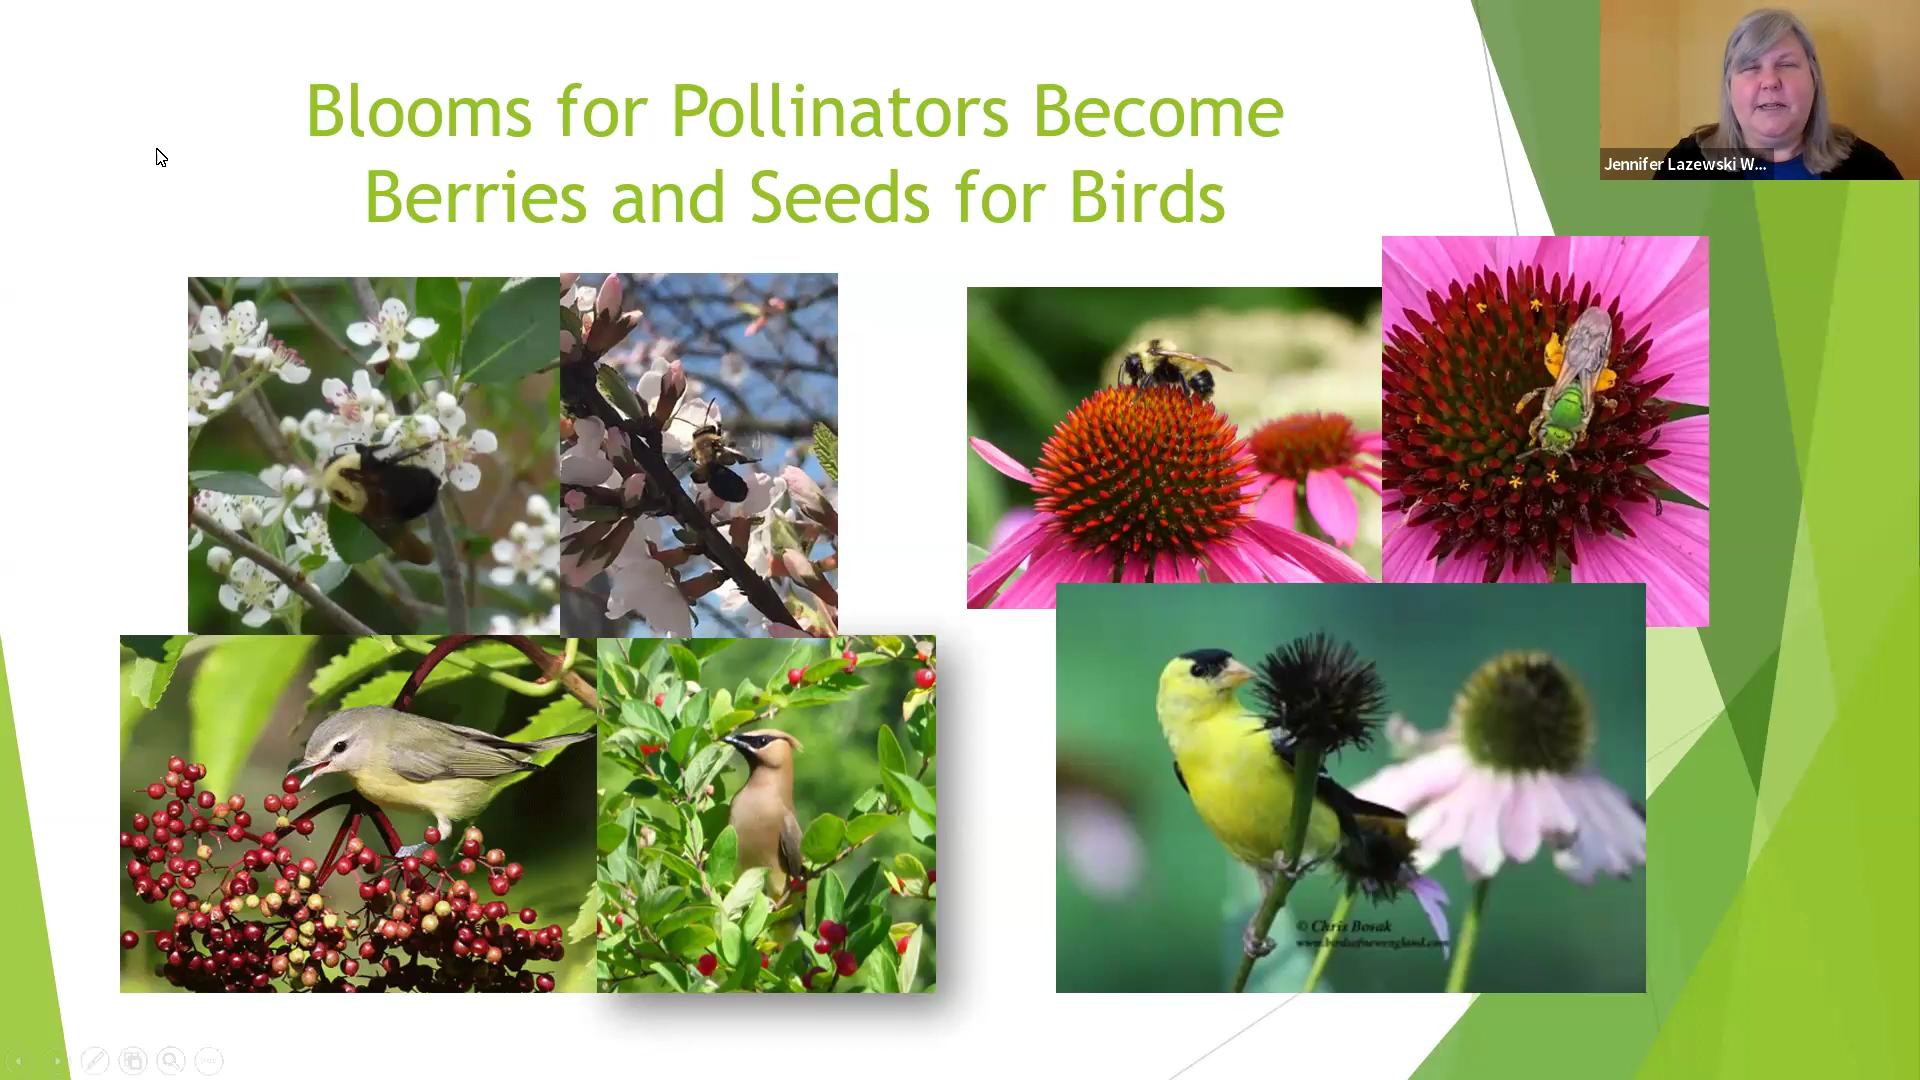 Blooms for Pollinators Become
Berries and Seeds for Birds
Jennifer Lazewski W...
© Chris Bosak
www.birdsofnewengland.com